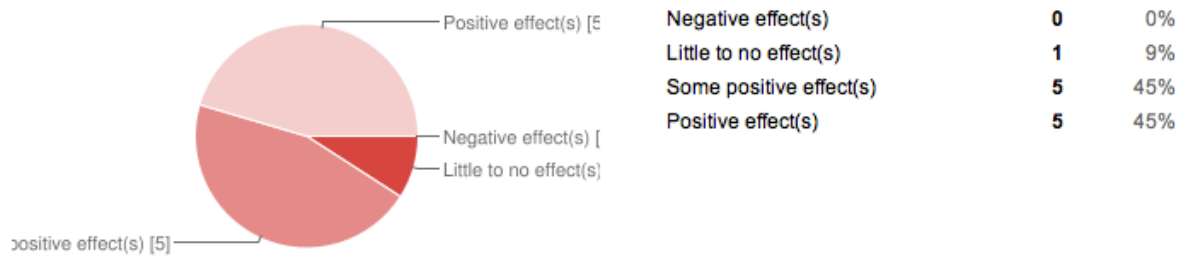 Positive effect(s) [5
Negative effect(s) [
Little to no effect(s)
positive effect(s) [5]
Negative effect(s) 0 0%
Little to no effect(s) 1 9%
Some positive effect(s) 5 45%
Positive effect(s) 5 45%